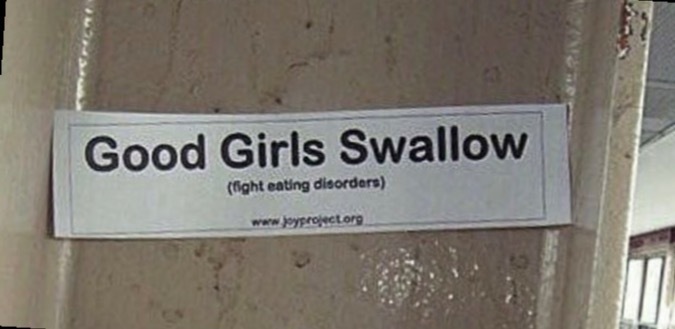 Good Girls Swallow
(fight eating disorders)
www.joyproject.org